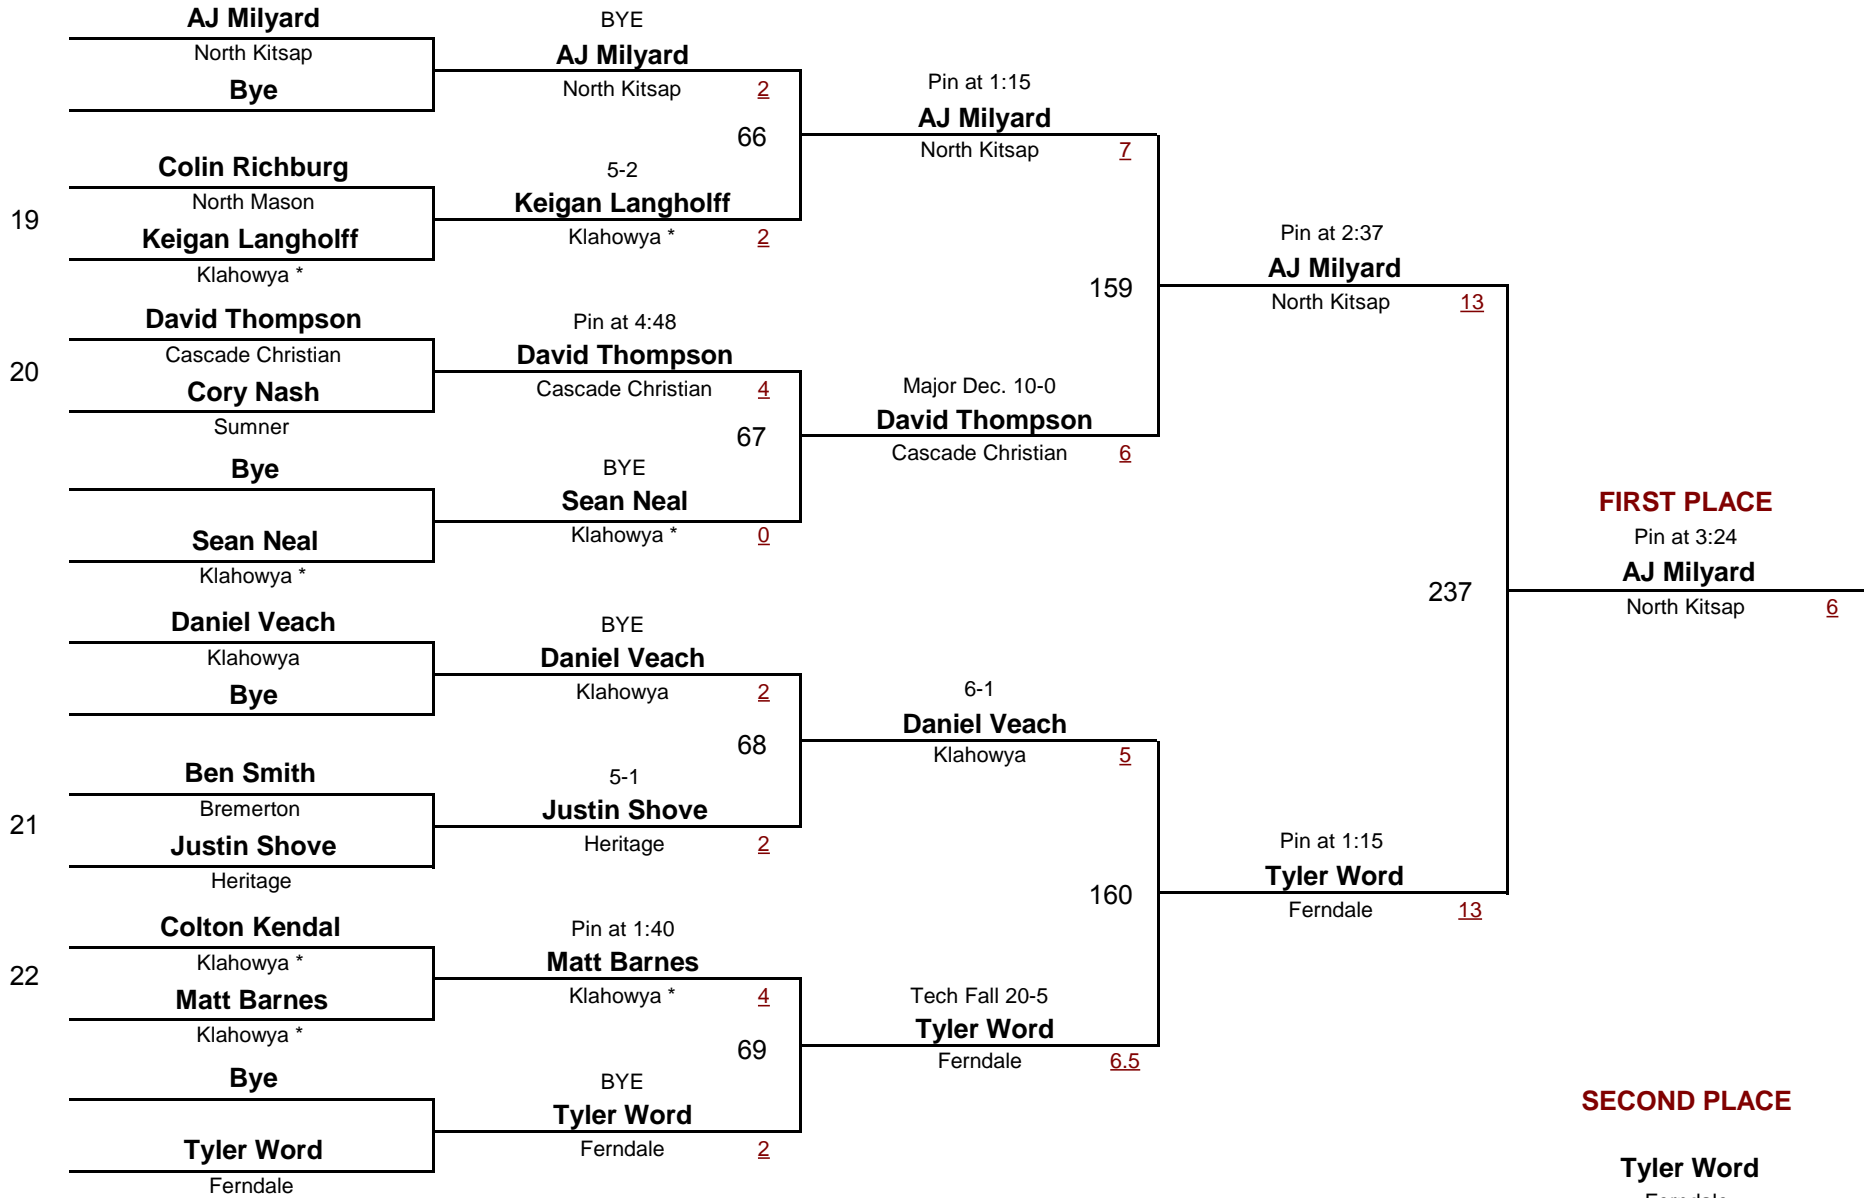 AJ Milyard
North Kitsap
Bye
19
Colin Richburg
North Mason
Keigan Langholff
Klahowya *
20
David Thompson
Cascade Christian
Cory Nash
Sumner
Bye
Sean Neal
Klahowya *
Daniel Veach
Klahowya
Bye
21
Ben Smith
Bremerton
Justin Shove
Heritage
22
Colton Kendal
Klahowya *
Matt Barnes
Klahowya *
Bye
Tyler Word
Ferndale
BYE
AJ Milyard
North Kitsap 2
66
5-2
Keigan Langholff
Klahowya * 2
Pin at 4:48
David Thompson
Cascade Christian 4
67
BYE
Sean Neal
Klahowya * 0
BYE
Daniel Veach
Klahowya 2
68
5-1
Justin Shove
Heritage 2
Pin at 1:40
Matt Barnes
Klahowya * 4
69
BYE
Tyler Word
Ferndale 2
Pin at 1:15
AJ Milyard
North Kitsap 7
159
Major Dec. 10-0
David Thompson
Cascade Christian 6
6-1
Daniel Veach
Klahowya 5
160
Tech Fall 20-5
Tyler Word
Ferndale 6.5
Pin at 2:37
AJ Milyard
North Kitsap 13
237
Pin at 1:15
Tyler Word
Ferndale 13
FIRST PLACE
Pin at 3:24
AJ Milyard
North Kitsap 6
SECOND PLACE
Tyler Word
Ferndale